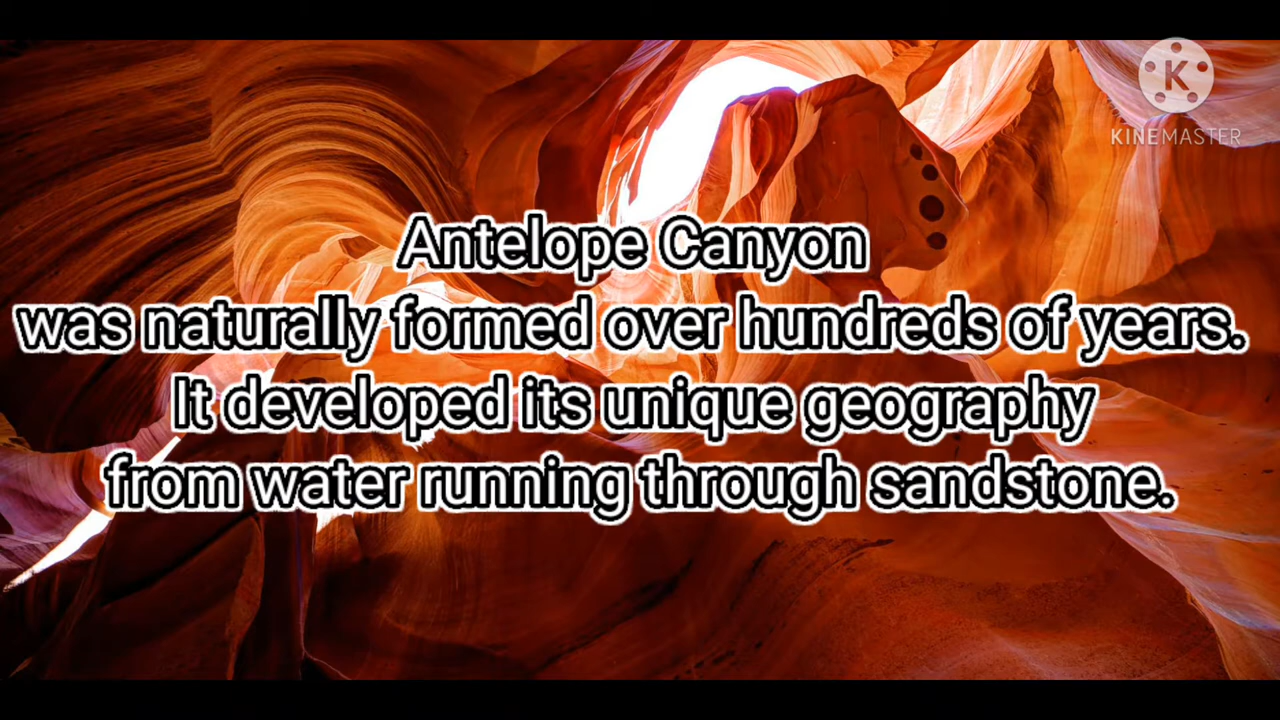 K
KINEMASTER
Antelope Canyon
was naturally formed over hundreds of years.
It developed its unique geography
from water running through sandstone.